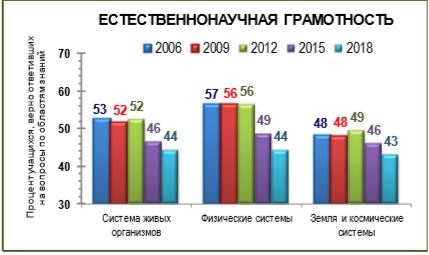 ЕСТЕСТВЕННОНАУЧНАЯ ГРАМОТНОСТЬ
2006 2009 2012 2015 2018
Процент учащихся, верно ответивших
на вопросы по областям знаний
70
60
50
40
30
53 52 52 46 44
57 56 56 49 44
48 48 49 46 43
Система живых
организмов
Физические системы
Земля и космические
системы